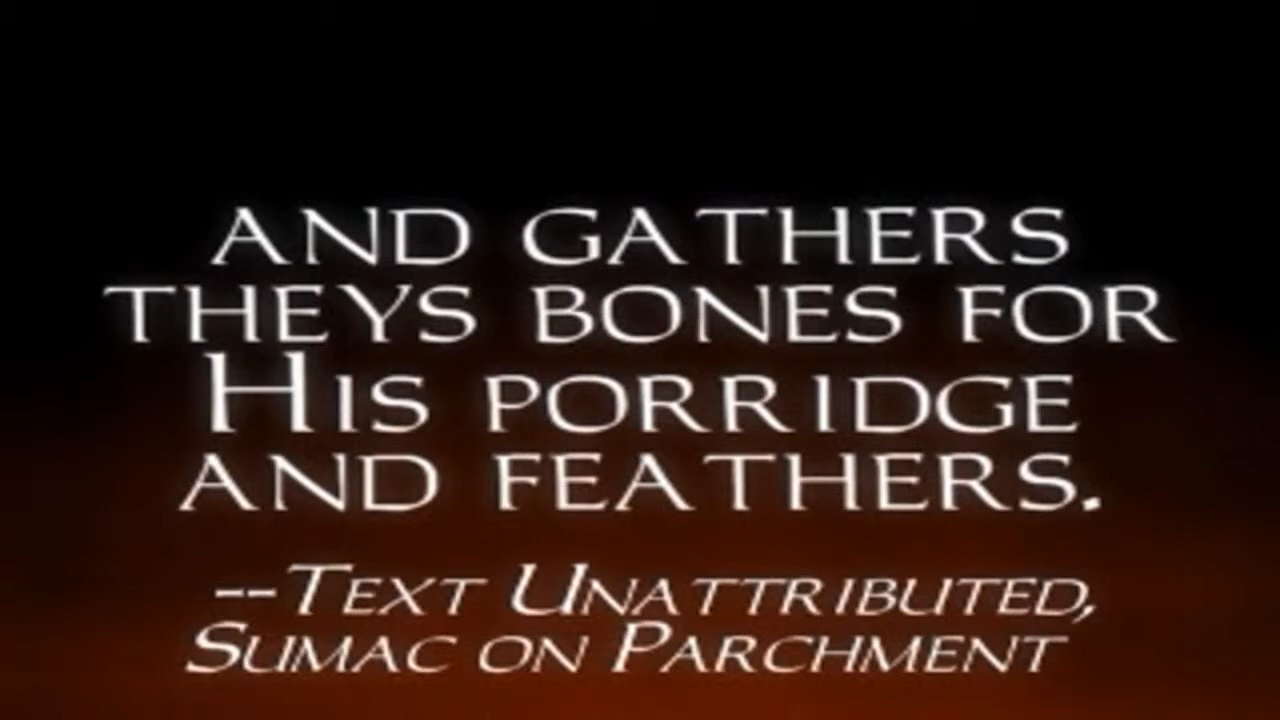 AND GATHERS
THEYS BONES FOR
HIS PORRIDGE
AND FEATHERS.
--TEXT UNATTRIBUTED,
SUMAC ON PARCHMENT